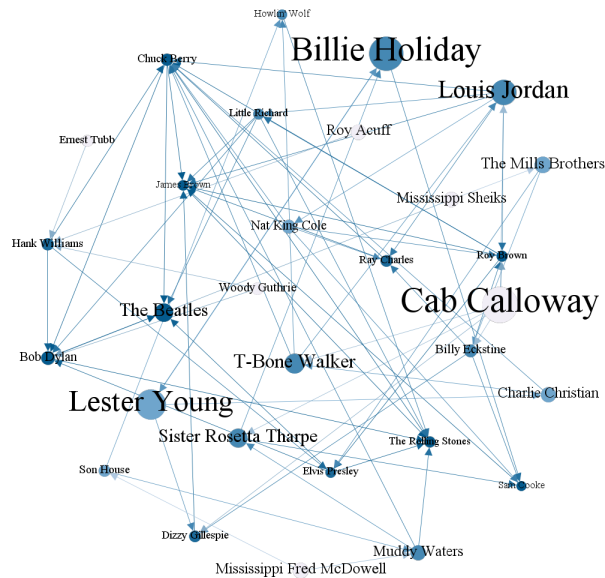 Howlin Wolf
Billie Holiday
Chuck Berry
Louis Jordan
Little Richard
Roy Acuff
Ernest Tubb
The Mills Brothers
James Brown
Mississippi Sheiks
Nat King Cole
Hank Williams
Roy Brown
Ray Charles
Woody Guthrie
Cab Calloway
The Beatles
Billy Eckstine
Bob Dylan
T-Bone Walker
Charlie Christian
Lester Young
Sister Rosetta Tharpe
The Rolling Stones
Son House
Elvis Presley
Sam Cooke
Dizzy Gillespie
Muddy Waters
Mississippi Fred McDowell